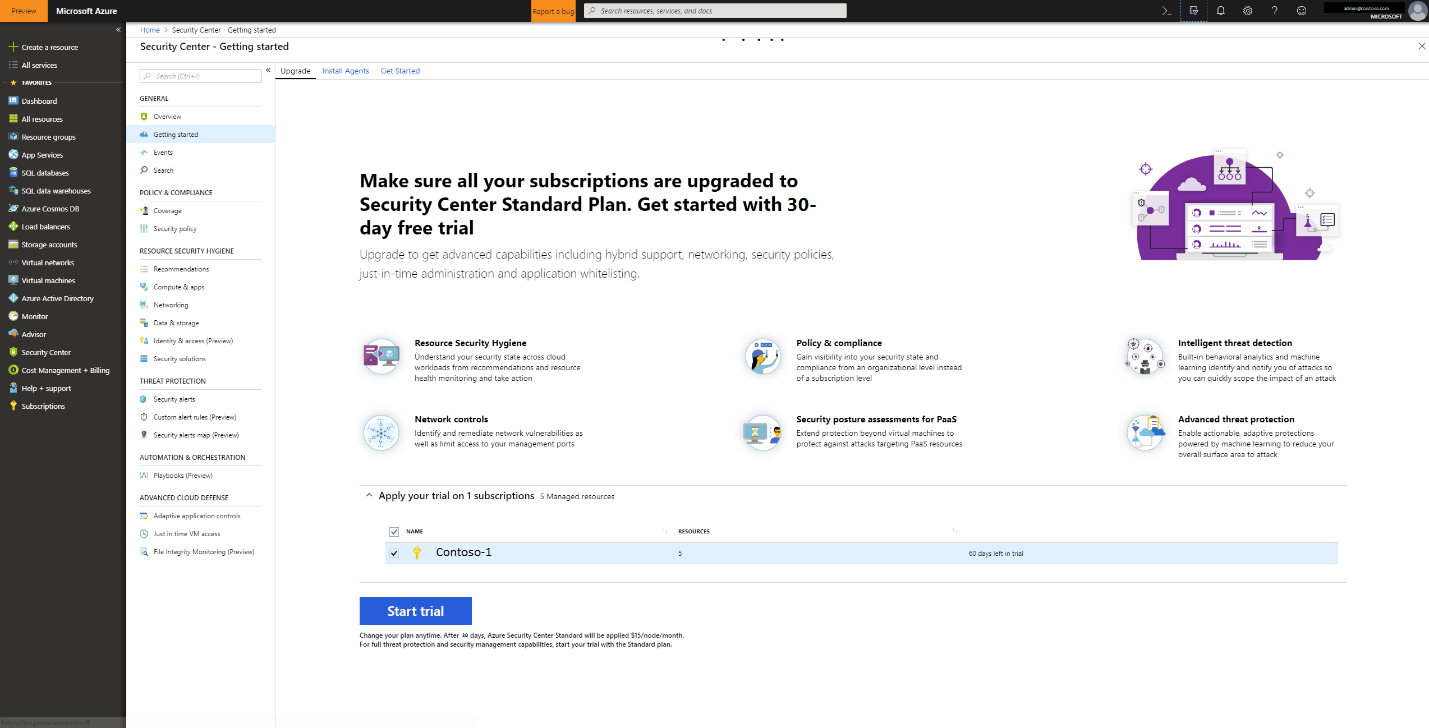 Preview Microsoft Azure Report a bug Search resources, services, and docs >_ ? admin@contoso.com
MICROSOFT
«
Create a resource
All services
FAVORITES
Dashboard
All resources
Resource groups
App Services
SQL databases
SQL data warehouses
Azure Cosmos DB
Load balancers
Storage accounts
Virtual networks
Virtual machines
Azure Active Directory
Monitor
Advisor
Security Center
Cost Management + Billing
Help + support
Subscriptions
Home > Security Center - Getting started
Security Center - Getting started
Search (Ctrl+/) «
GENERAL
Overview
Getting started
Events
Search
POLICY & COMPLIANCE
Coverage
Security policy
RESOURCE SECURITY HYGIENE
Recommendations
Compute & apps
Networking
Data & storage
Identity & access (Preview)
Security solutions
THREAT PROTECTION
Security alerts
Custom alert rules (Preview)
Security alerts map (Preview)
AUTOMATION & ORCHESTRATION
Playbooks (Preview)
ADVANCED CLOUD DEFENSE
Adaptive application controls
Just in time VM access
File Integrity Monitoring (Preview)
Upgrade Install Agents Get Started
Make sure all your subscriptions are upgraded to
Security Center Standard Plan. Get started with 30-
day free trial
Upgrade to get advanced capabilities including hybrid support, networking, security policies,
just-in-time administration and application whitelisting.
Resource Security Hygiene
Understand your security state across cloud
workloads from recommendations and resource
health monitoring and take action
Policy & compliance
Gain visibility into your security state and
compliance from an organizational level instead
of a subscription level
Intelligent threat detection
Built-in behavioral analytics and machine
learning identify and notify you of attacks so
you can quickly scope the impact of an attack
Network controls
Identify and remediate network vulnerabilities as
well as limit access to your management ports
Security posture assessments for PaaS
Extend protection beyond virtual machines to
protect against attacks targeting PaaS resources
Advanced threat protection
Enable actionable, adaptive protections
powered by machine learning to reduce your
overall surface area to attack
Apply your trial on 1 subscriptions 5 Managed resources
NAME RESOURCES
Contoso-1 5 60 days left in trial
Start trial
Change your plan anytime. After 30 days, Azure Security Center Standard will be applied $15/node/month.
For full threat protection and security management capabilities, start your trial with the Standard plan.